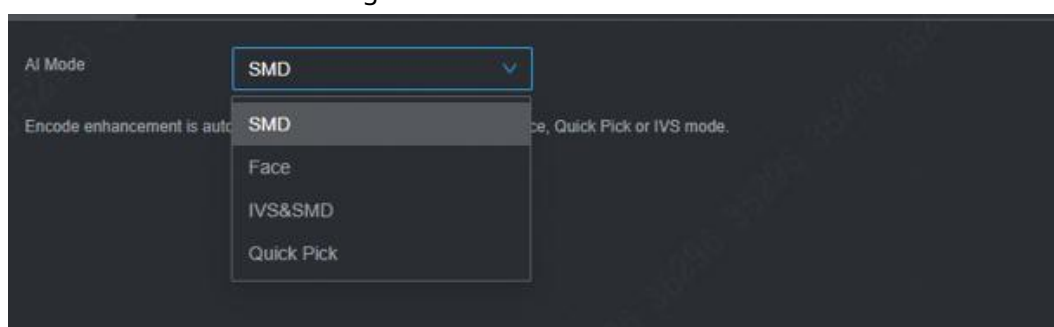 AI Mode
SMD
Encode enhancement is auto
SMD
ce, Quick Pick or IVS mode.
Face
IVS&SMD
Quick Pick